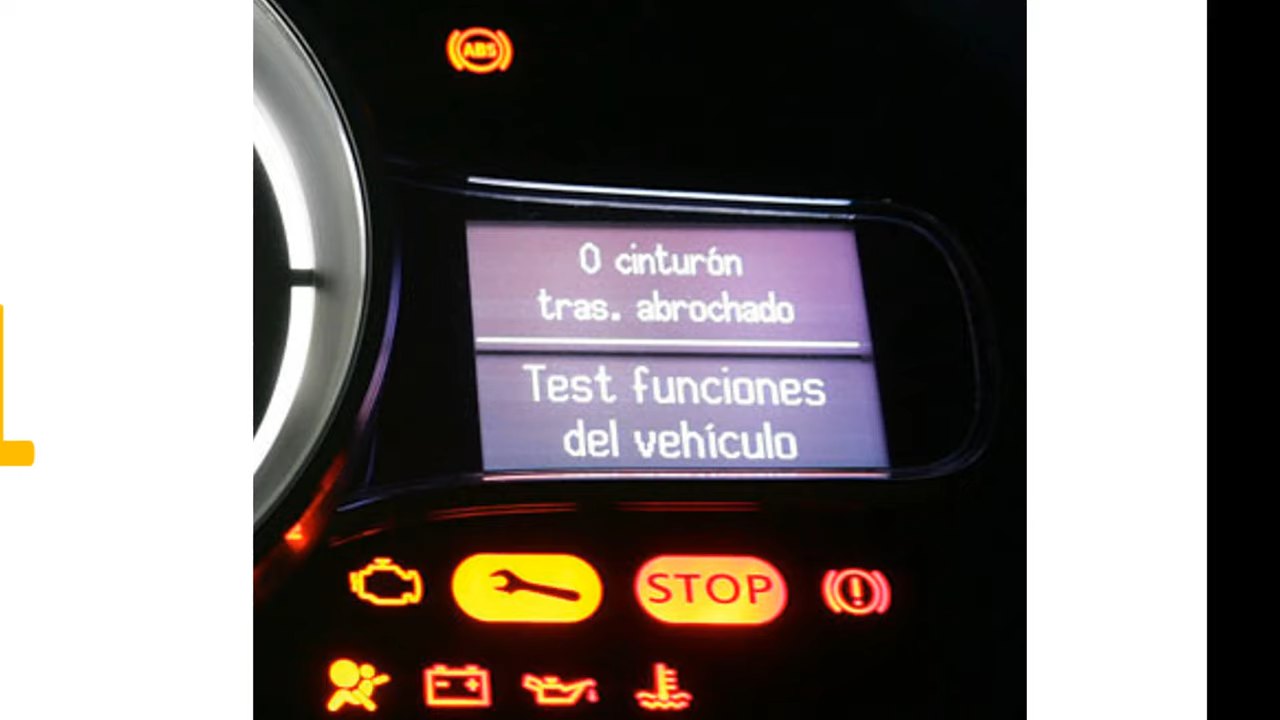 ABS
0 cinturón
tras. abrochado
Test funciones
del vehículo
STOP